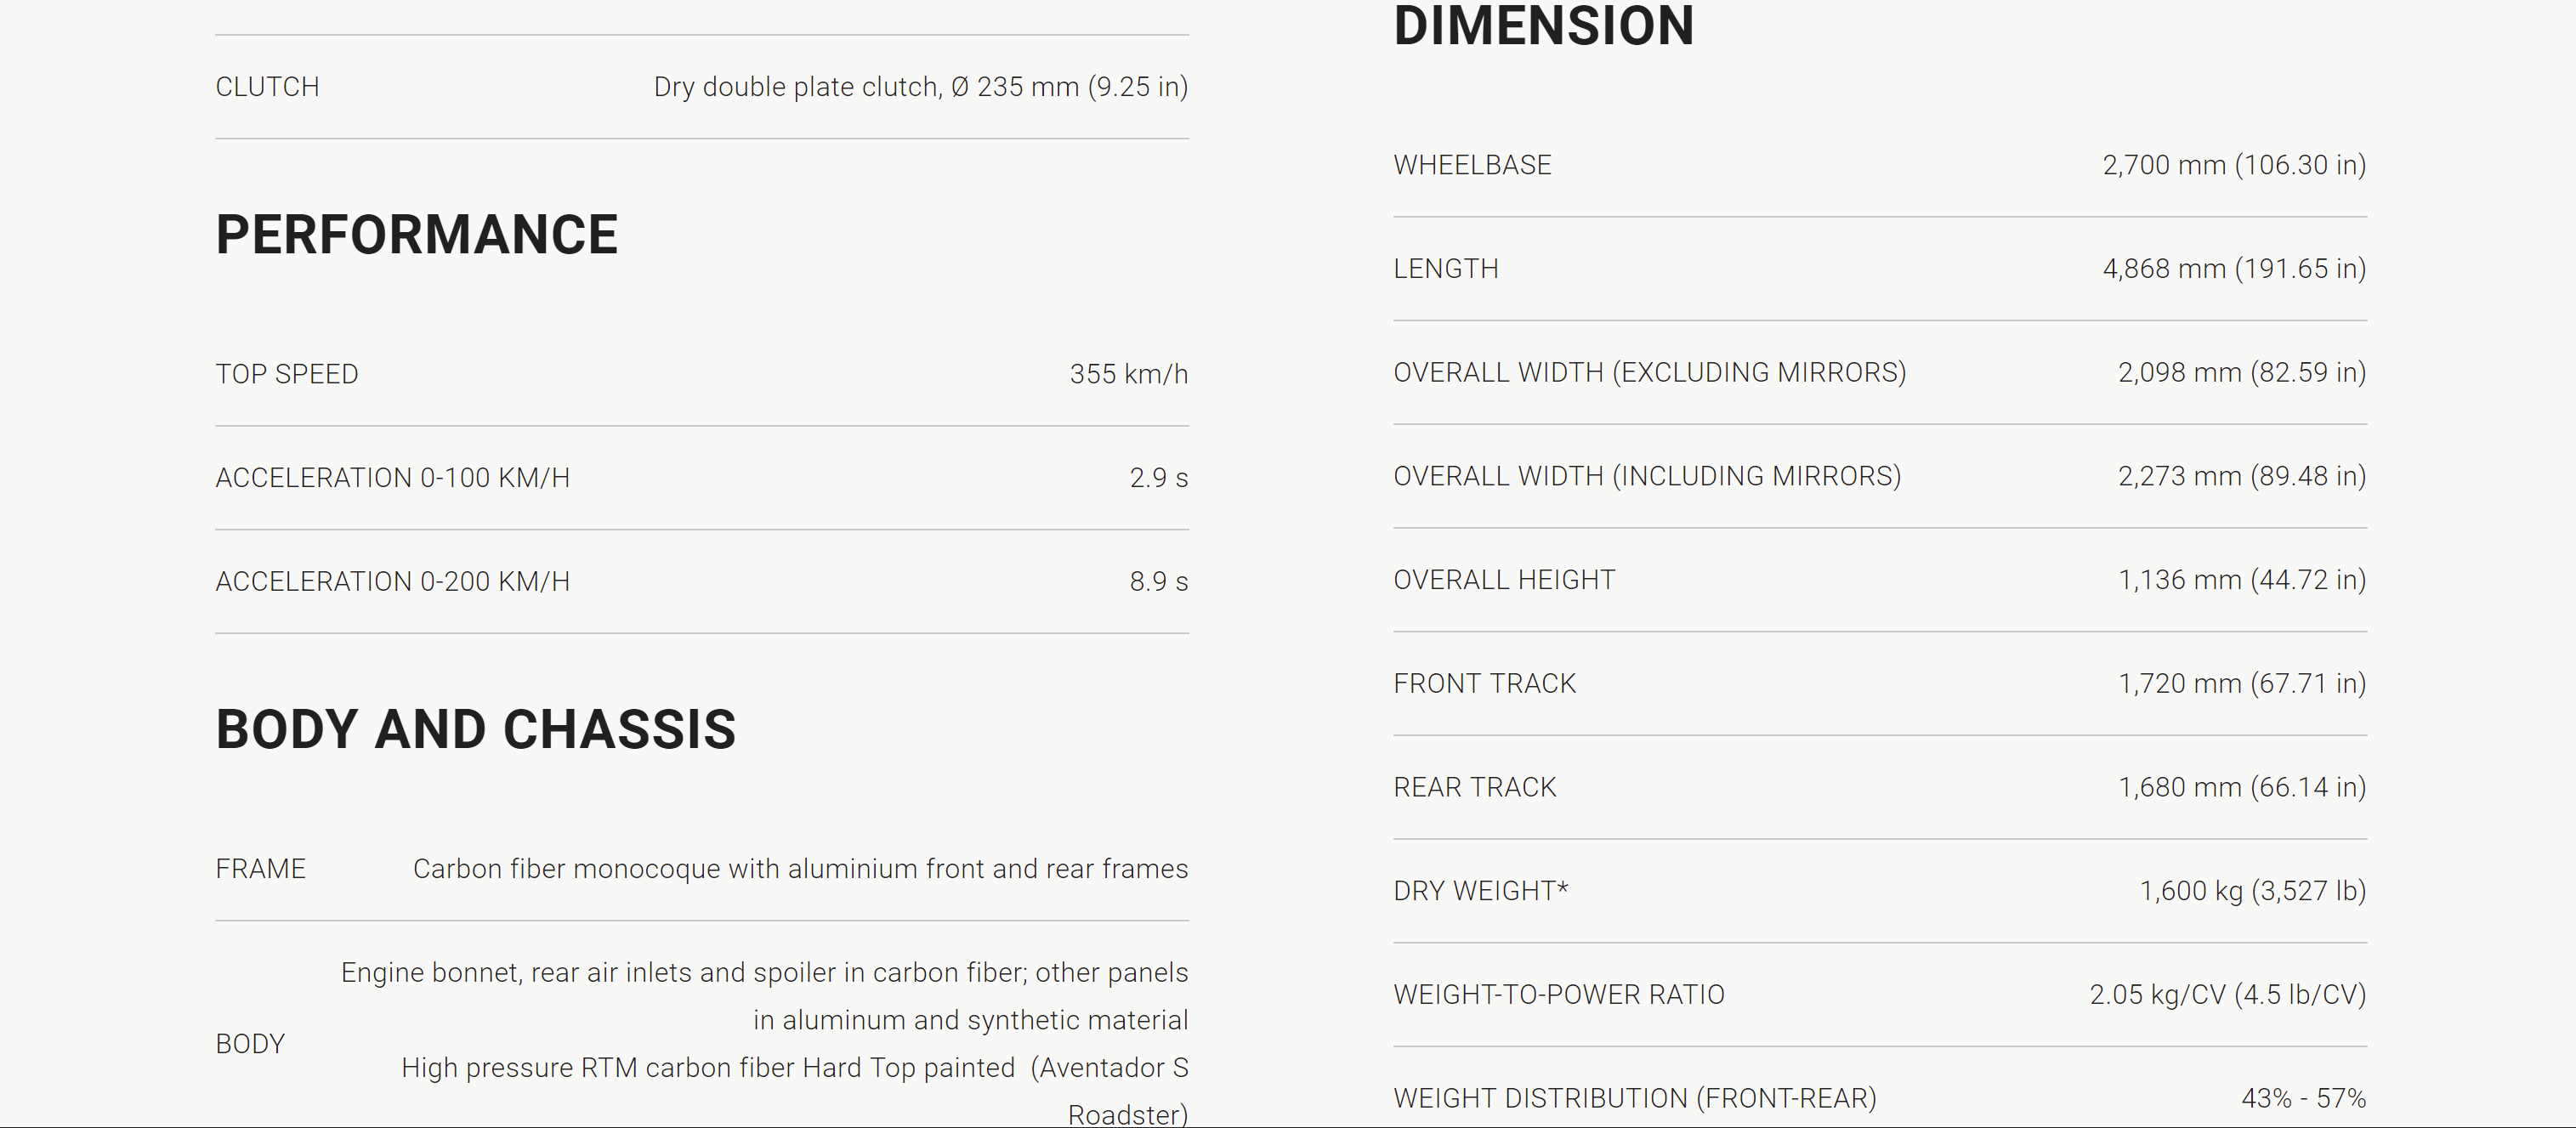 CLUTCH Dry double plate clutch, Ø 235 mm (9.25 in)
PERFORMANCE
TOP SPEED 355 km/h
ACCELERATION 0-100 KM/H 2.9 s
ACCELERATION 0-200 KM/H 8.9 s
BODY AND CHASSIS
FRAME Carbon fiber monocoque with aluminium front and rear frames
Engine bonnet, rear air inlets and spoiler in carbon fiber; other panels
in aluminum and synthetic material
BODY
High pressure RTM carbon fiber Hard Top painted  (Aventador S
Roadster)
DIMENSION
WHEELBASE 2,700 mm (106.30 in)
LENGTH 4,868 mm (191.65 in)
OVERALL WIDTH (EXCLUDING MIRRORS) 2,098 mm (82.59 in)
OVERALL WIDTH (INCLUDING MIRRORS) 2,273 mm (89.48 in)
OVERALL HEIGHT 1,136 mm (44.72 in)
FRONT TRACK 1,720 mm (67.71 in)
REAR TRACK 1,680 mm (66.14 in)
DRY WEIGHT* 1,600 kg (3,527 lb)
WEIGHT-TO-POWER RATIO 2.05 kg/CV (4.5 lb/CV)
WEIGHT DISTRIBUTION (FRONT-REAR) 43% - 57%